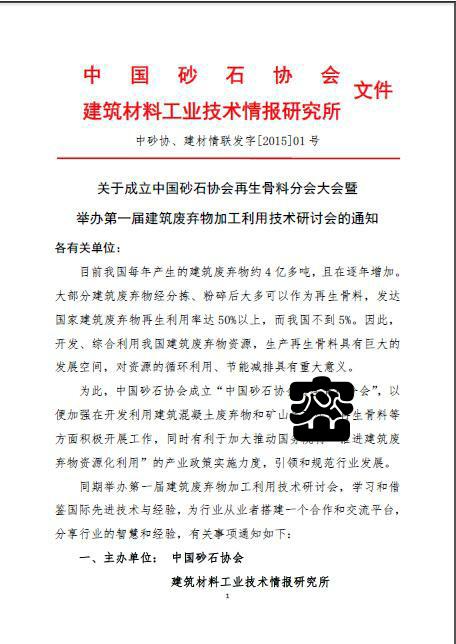 中国砂石协会
建筑材料工业技术情报研究所
文件
中砂协、建材情联发字[2015]01号
关于成立中国砂石协会再生骨料分会大会暨
举办第一届建筑废弃物加工利用技术研讨会的通知
各有关单位:
目前我国每年产生的建筑废弃物约4亿多吨,且在逐年增加。
大部分建筑废弃物经分拣、粉碎后大多可以作为再生骨料,发达
国家建筑废弃物再生利用率达50%以上,而我国不到5%。因此,
开发、综合利用我国建筑废弃物资源,生产再生骨料具有巨大的
发展空间,对资源的循环利用、节能减排具有重大意义。
为此,中国砂石协会成立“中国砂石协会 分会”,以
便加强在开发利用建筑混凝土废弃物和矿山 再生骨料等
方面积极开展工作,同时有利于加大推动国 推进建筑废
弃物资源化利用”的产业政策实施力度,引领和规范行业发展。
同期举办第一届建筑废弃物加工利用技术研讨会,学习和借
鉴国际先进技术与经验,为行业从业者搭建一个合作和交流平台,
分享行业的智慧和经验,有关事项通知如下:
一、主办单位: 中国砂石协会
建筑材料工业技术情报研究所
1